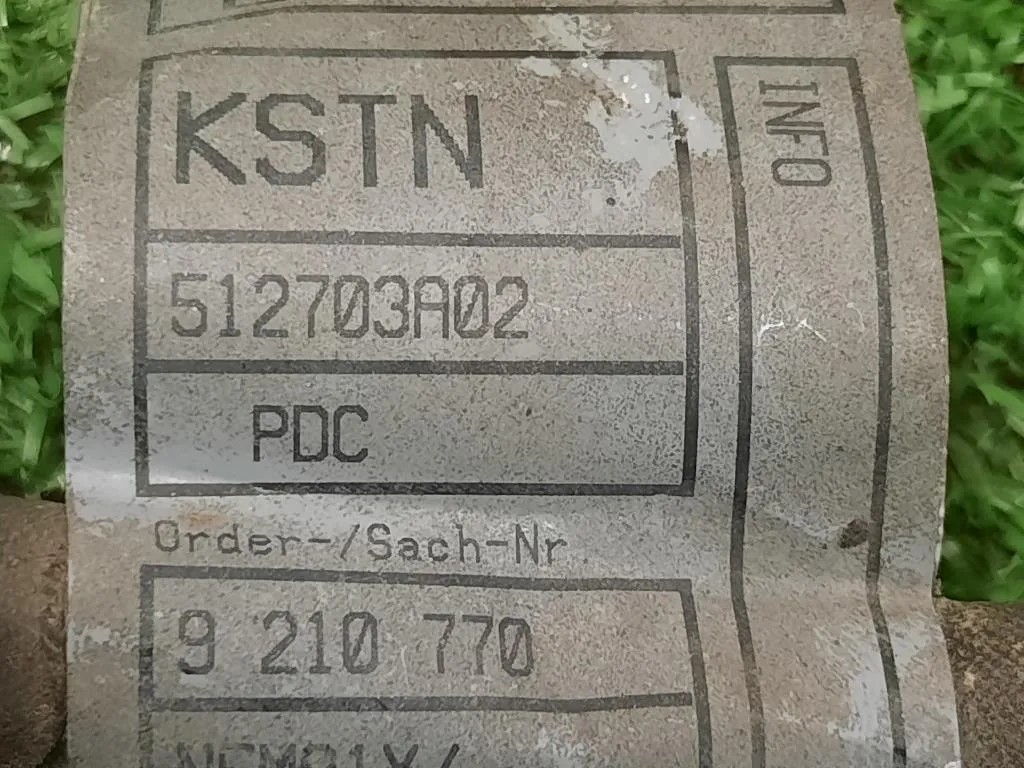 KSTN
INFO
512703A02
PDC
Order-/Sach-Nr
9 210 770